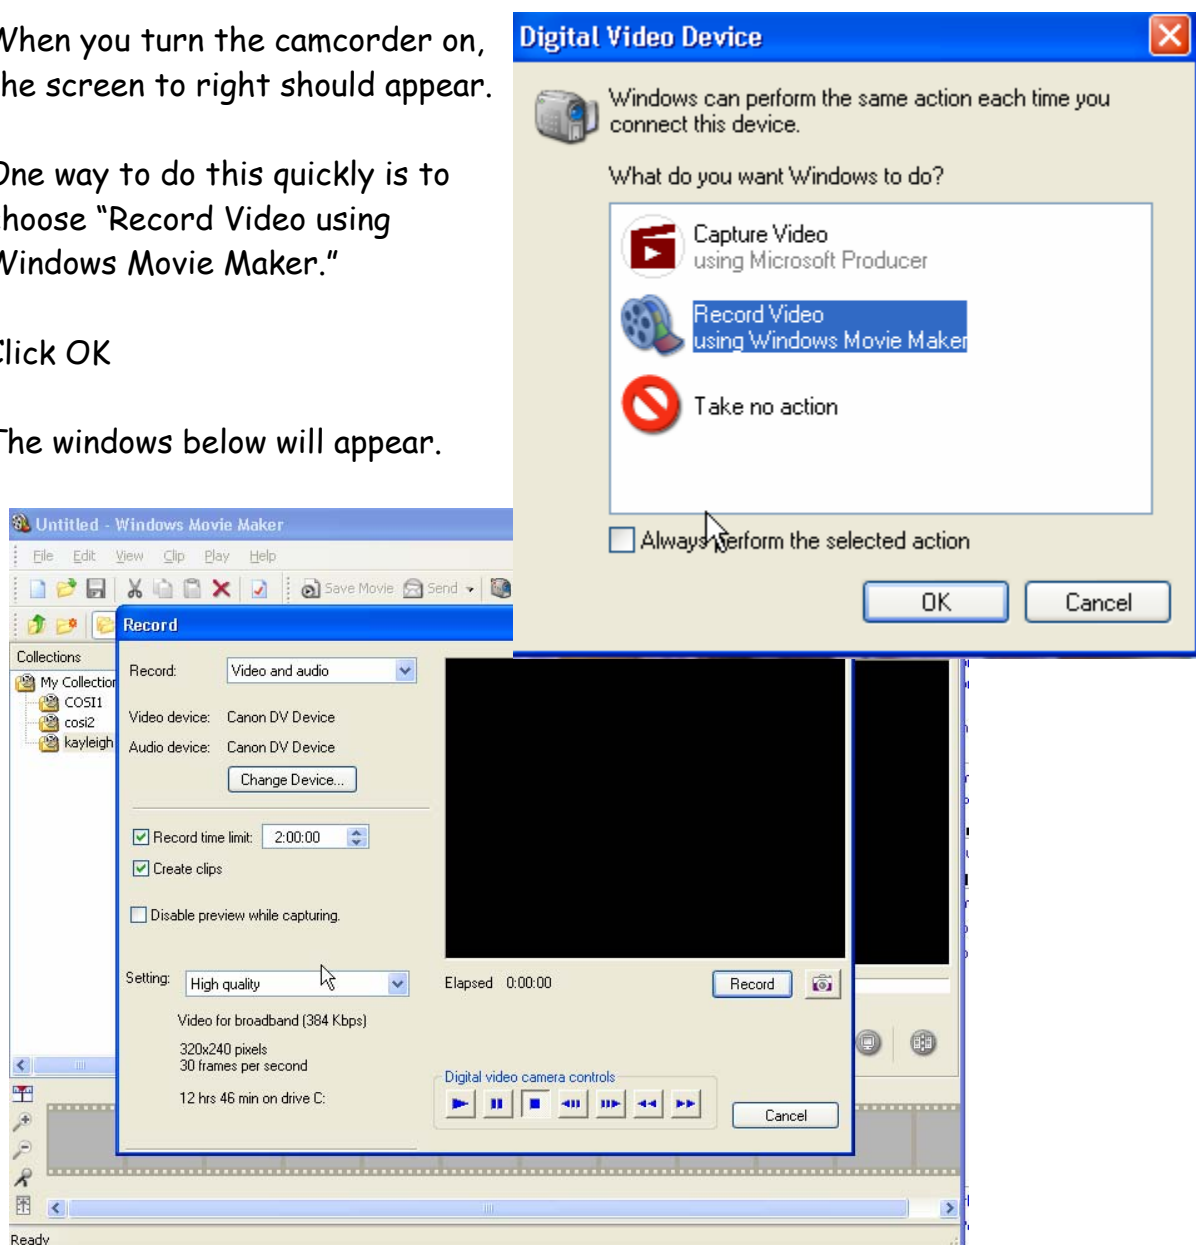 When you turn the camcorder on,
the screen to right should appear.
One way to do this quickly is to
choose “Record Video using
Windows Movie Maker.”
Click OK
The windows below will appear.
Digital Video Device
Windows can perform the same action each time you
connect this device.
What do you want Windows to do?
Capture Video
using Microsoft Producer
Record Video
using Windows Movie Maker
Take no action
Always perform the selected action
OK
Cancel
Untitled - Windows Movie Maker
File Edit View Clip Play Help
Save Movie Send
Record
Collections
My Collection
COSI1
cosi2
kayleigh
Record: Video and audio
Video device: Canon DV Device
Audio device: Canon DV Device
Change Device...
Record time limit: 2:00:00
Create clips
Disable preview while capturing.
Setting: High quality
Video for broadband (384 Kbps)
320x240 pixels
30 frames per second
12 hrs 46 min on drive C:
Elapsed 0:00:00
Record
Digital video camera controls
Cancel
Ready